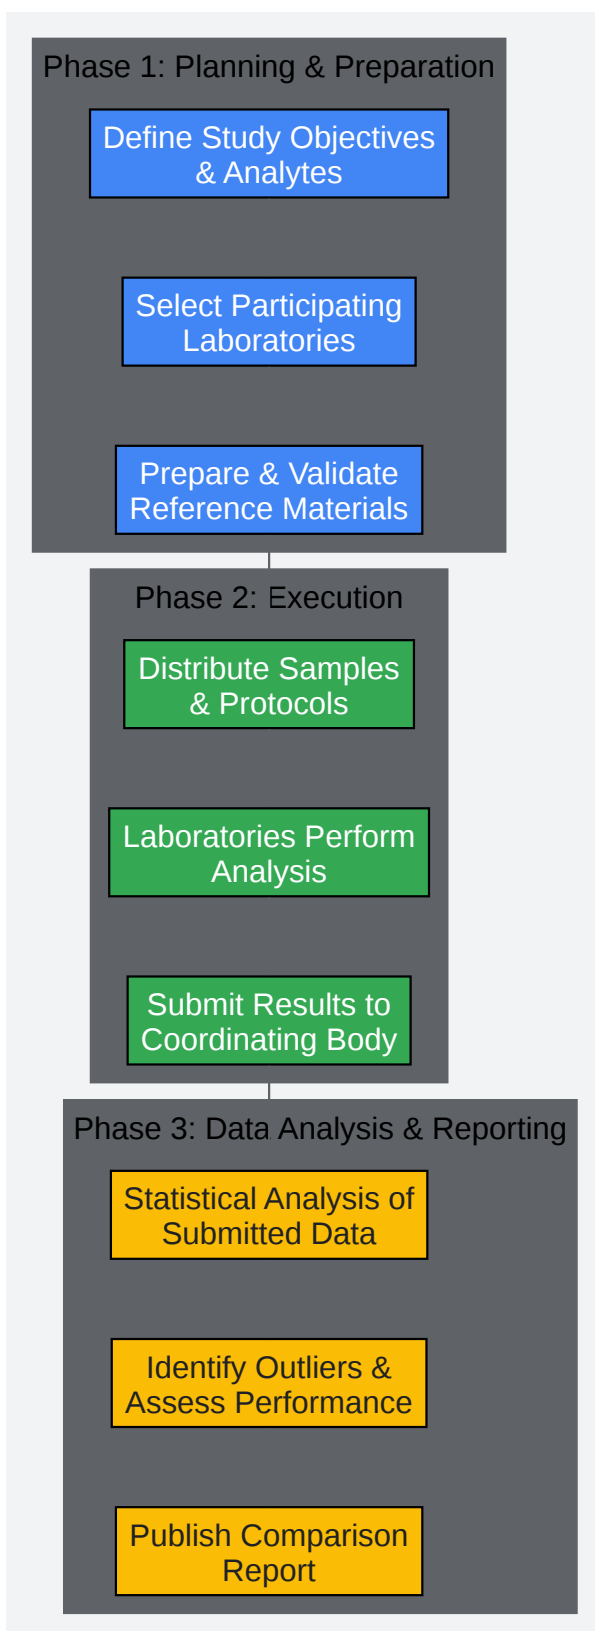 Phase 1: Planning & Preparation
Define Study Objectives
& Analytes
Select Participating
Laboratories
Prepare & Validate
Reference Materials
Phase 2: Execution
Distribute Samples
& Protocols
Laboratories Perform
Analysis
Submit Results to
Coordinating Body
Phase 3: Data Analysis & Reporting
Statistical Analysis of
Submitted Data
Identify Outliers &
Assess Performance
Publish Comparison
Report